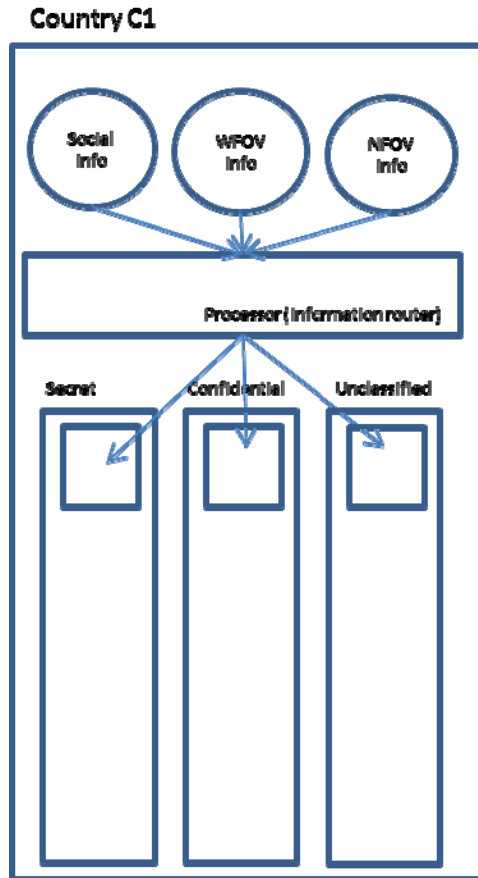 Country C1
Social
Info
WFOV
Info
NFOV
Info
Processor (Information router)
Secret
Confidential
Unclassified